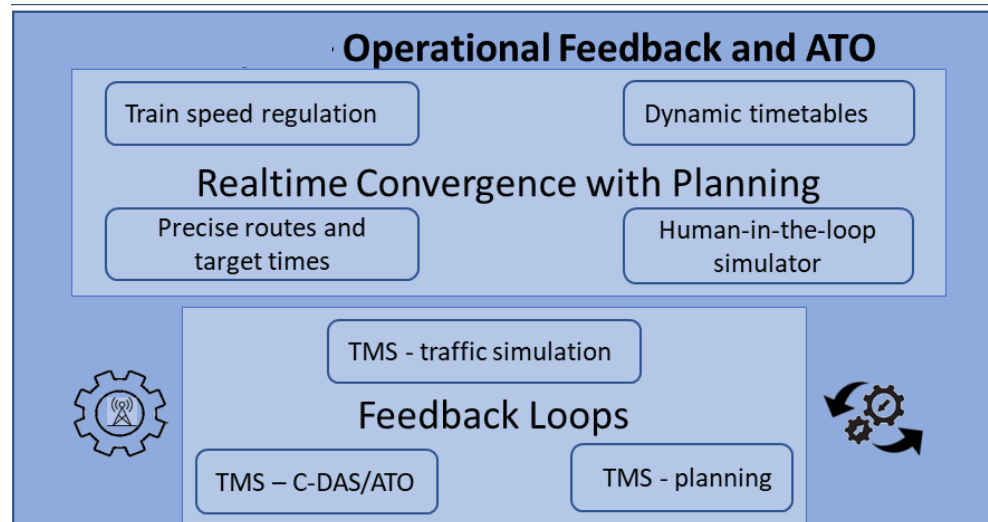 Operational Feedback and ATO
Train speed regulation
Dynamic timetables
Realtime Convergence with Planning
Precise routes and
target times
Human-in-the-loop
simulator
TMS - traffic simulation
Feedback Loops
TMS – C-DAS/ATO
TMS - planning